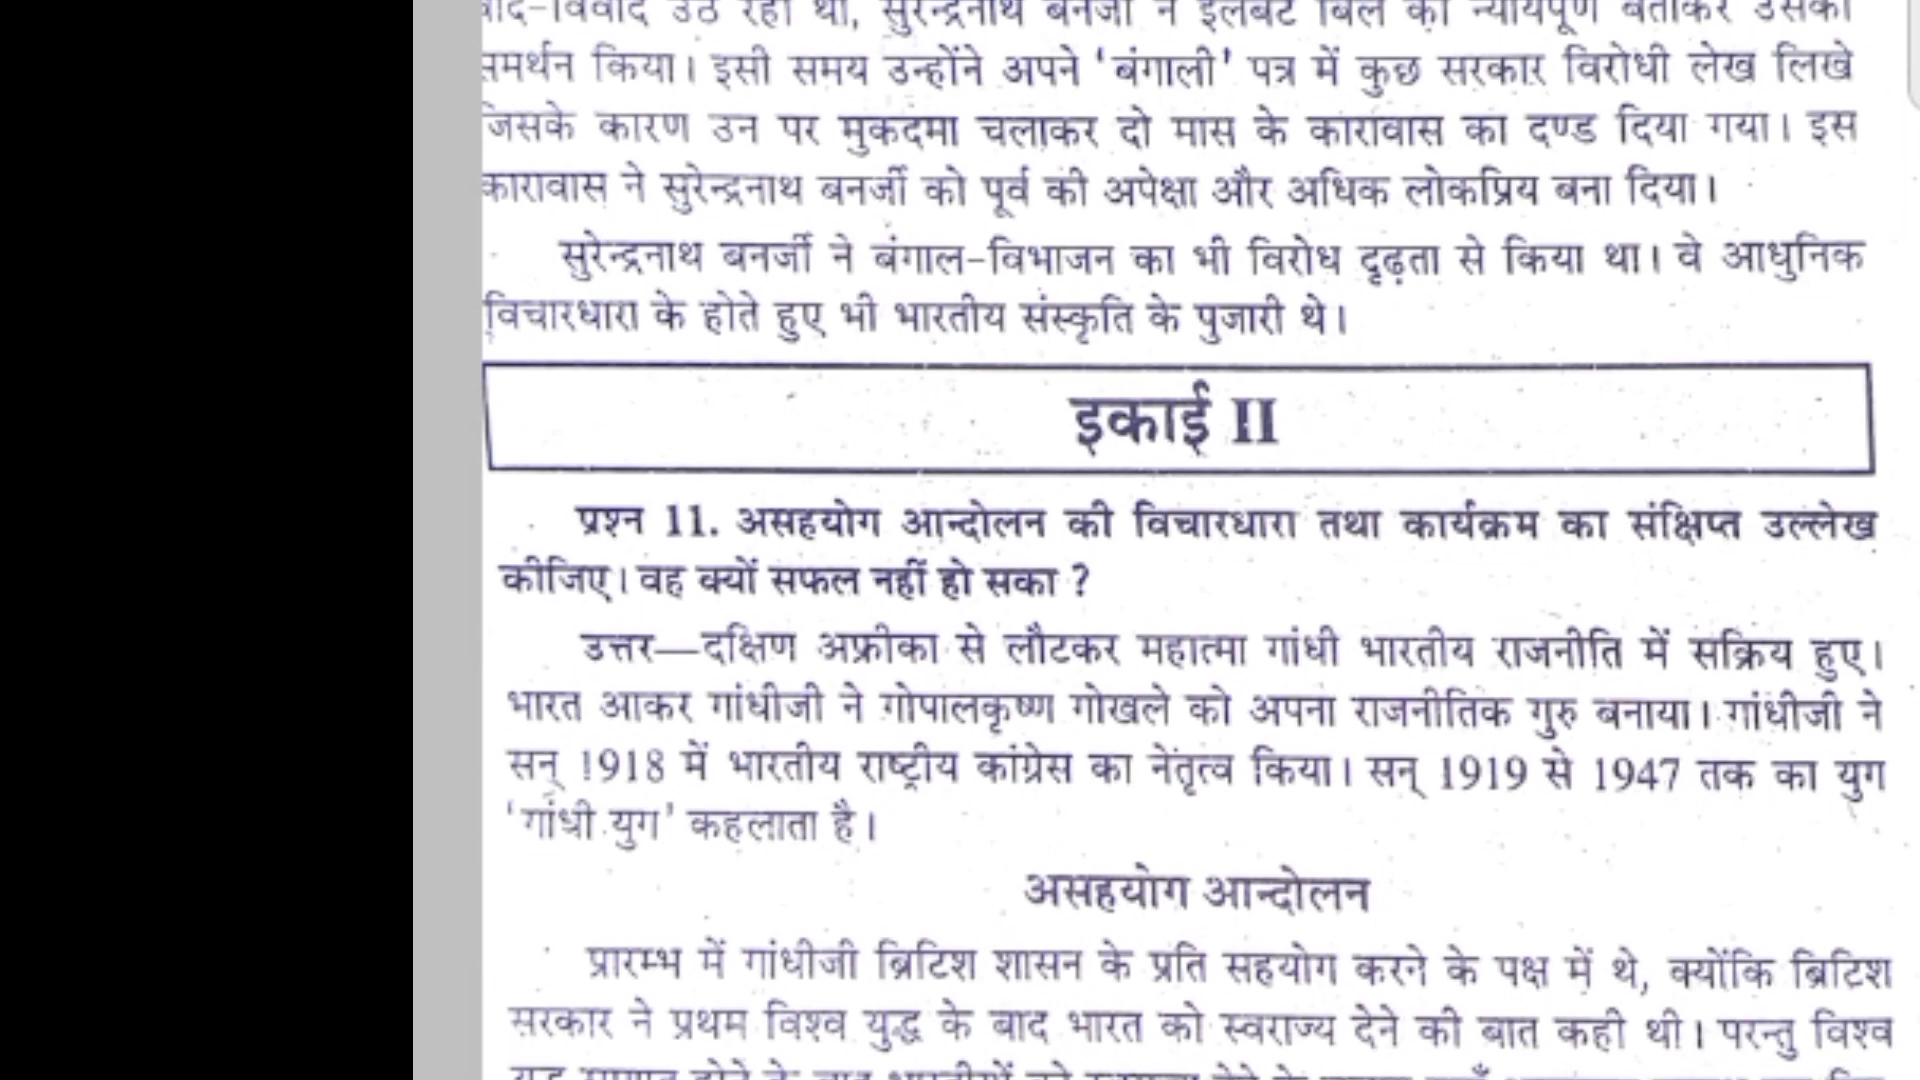 वाद-विवाद उठ रहा था, सुरेन्द्रनाथ बनर्जी ने इलबर्ट बिल को न्यायपूर्ण बताकर उसका
समर्थन किया। इसी समय उन्होंने अपने ‘बंगाली’ पत्र में कुछ सरकार विरोधी लेख लिखे
जिसके कारण उन पर मुकदमा चलाकर दो मास के कारावास का दण्ड दिया गया। इस
कारावास ने सुरेन्द्रनाथ बनर्जी को पूर्व की अपेक्षा और अधिक लोकप्रिय बना दिया।
सुरेन्द्रनाथ बनर्जी ने बंगाल-विभाजन का भी विरोध दृढ़ता से किया था। वे आधुनिक
विचारधारा के होते हुए भी भारतीय संस्कृति के पुजारी थे।
इकाई II
प्रश्न 11. असहयोग आन्दोलन की विचारधारा तथा कार्यक्रम का संक्षिप्त उल्लेख
कीजिए। वह क्यों सफल नहीं हो सका ?
उत्तर—दक्षिण अफ्रीका से लौटकर महात्मा गांधी भारतीय राजनीति में सक्रिय हुए।
भारत आकर गांधीजी ने गोपालकृष्ण गोखले को अपना राजनीतिक गुरु बनाया। गांधीजी ने
सन् 1918 में भारतीय राष्ट्रीय कांग्रेस का नेतृत्व किया। सन् 1919 से 1947 तक का युग
‘गांधी युग’ कहलाता है।
असहयोग आन्दोलन
प्रारम्भ में गांधीजी ब्रिटिश शासन के प्रति सहयोग करने के पक्ष में थे, क्योंकि ब्रिटिश
सरकार ने प्रथम विश्व युद्ध के बाद भारत को स्वराज्य देने की बात कही थी। परन्तु विश्व